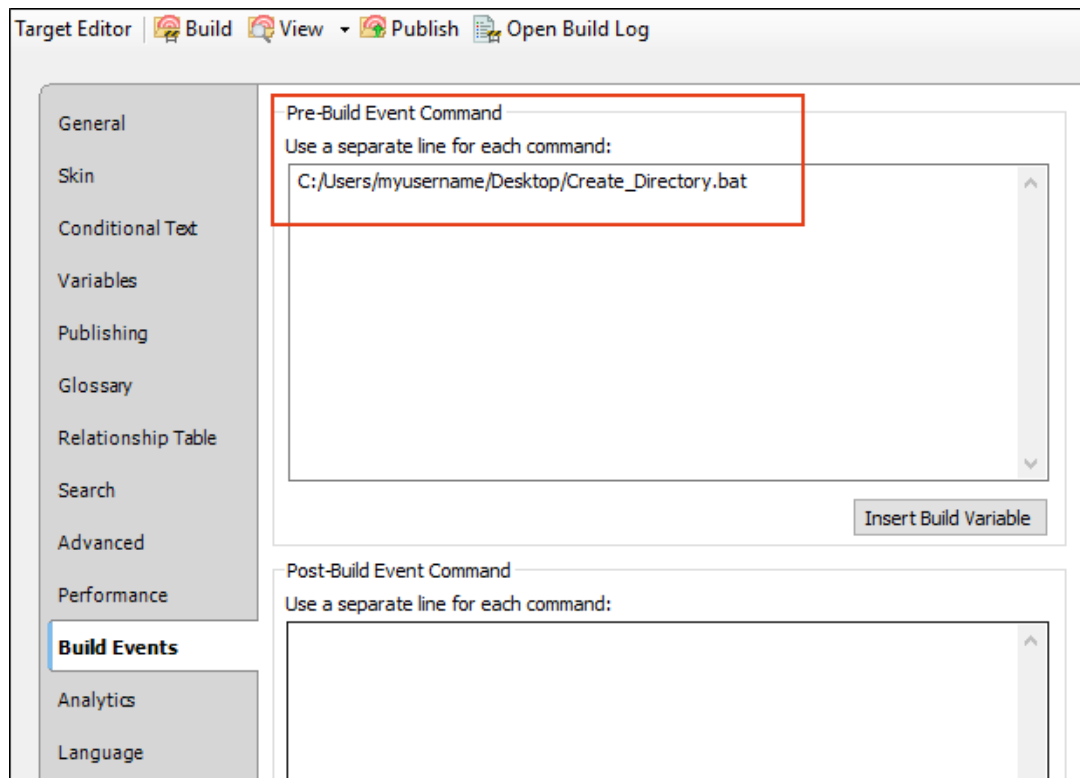 Target Editor Build View Publish Open Build Log
General
Skin
Conditional Text
Variables
Publishing
Glossary
Relationship Table
Search
Advanced
Performance
Build Events
Analytics
Language
Pre-Build Event Command
Use a separate line for each command:
C:/Users/myusername/Desktop/Create_Directory.bat
Insert Build Variable
Post-Build Event Command
Use a separate line for each command: